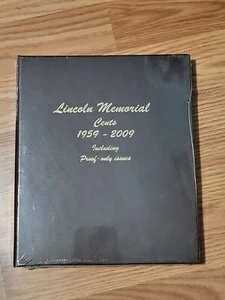 Lincoln Memorial
Cents
1959 - 2009
Including
Proof-only issues